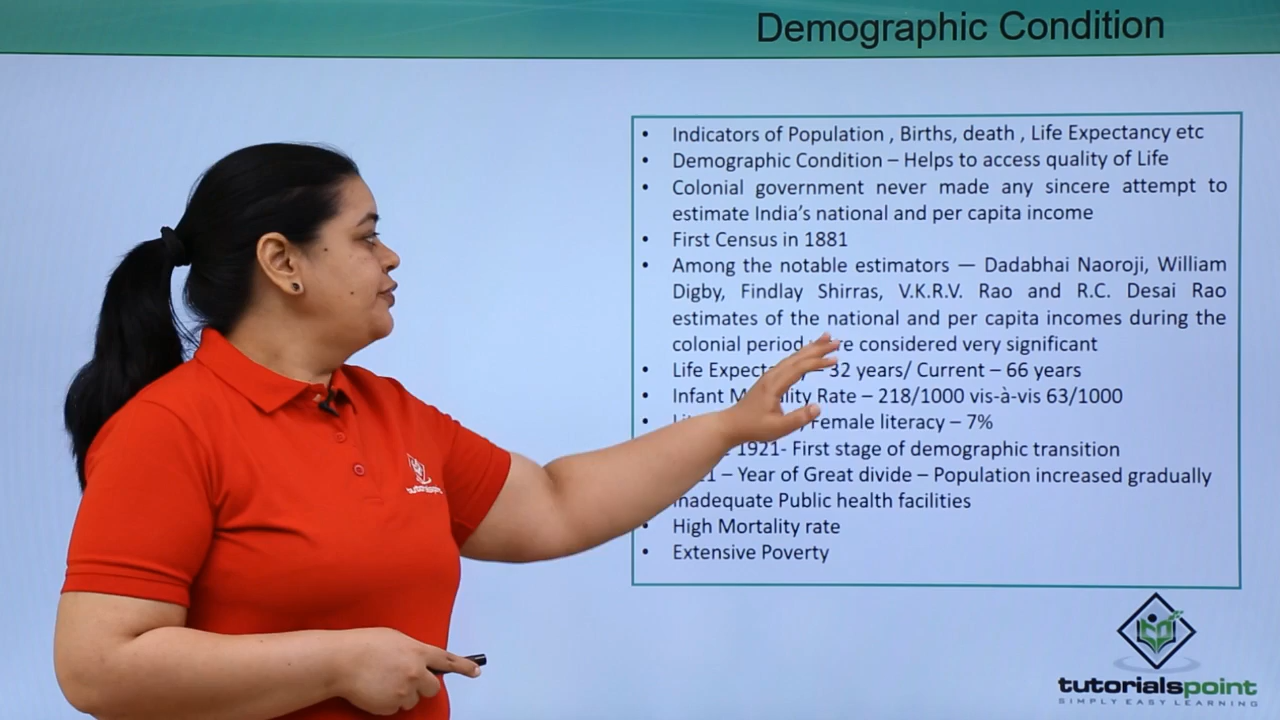 Demographic Condition
• Indicators of Population , Births, death , Life Expectancy etc
• Demographic Condition – Helps to access quality of Life
• Colonial government never made any sincere attempt to
estimate India's national and per capita income
• First Census in 1881
• Among the notable estimators — Dadabhai Naoroji, William
Digby, Findlay Shirras, V.K.R.V. Rao and R.C. Desai Rao
estimates of the national and per capita incomes during the
colonial period considered very significant
• Life – 32 years/ Current – 66 years
• Infant Rate – 218/1000 vis-à-vis 63/1000
• Female literacy – 7%
1921- First stage of demographic transition
– Year of Great divide – Population increased gradually
inadequate Public health facilities
• High Mortality rate
• Extensive Poverty
tutorialspoint
SIMPLY EASY LEARNING